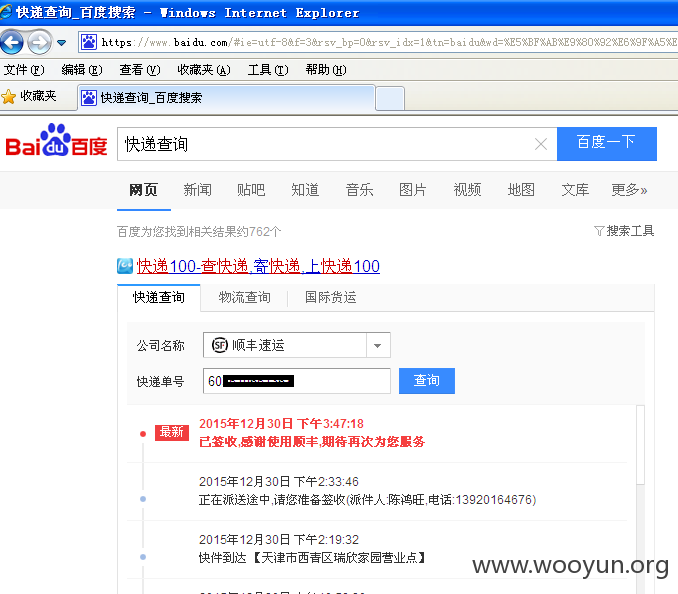 快递查询_百度搜索 - Windows Internet Explorer
https://www.baidu.com/#ie=utf-8&f=3&rsv_bp=0&rsv_idx=1&tn=baidu&wd=%E5%BF%AB%E9%80%92%E6%9F%A5%E
文件(F) 编辑(E) 查看(V) 收藏夹(A) 工具(T) 帮助(H)
收藏夹 快递查询_百度搜索
Bai du 百度 快递查询 百度一下
网页 新闻 贴吧 知道 音乐 图片 视频 地图 文库 更多»
百度为您找到相关结果约762个 搜索工具
快递100-查快递,寄快递,上快递100
快递查询 物流查询 国际货运
公司名称 SF 顺丰速运
快递单号 60 查询
最新 2015年12月30日 下午3:47:18
已签收,感谢使用顺丰,期待再次为您服务
2015年12月30日 下午2:33:46
正在派送途中,请您准备签收(派件人:陈鸿旺,电话:13920164676)
2015年12月30日 下午2:19:32
快件到达 【天津市西青区瑞欣家园营业点】
www.wooyun.org